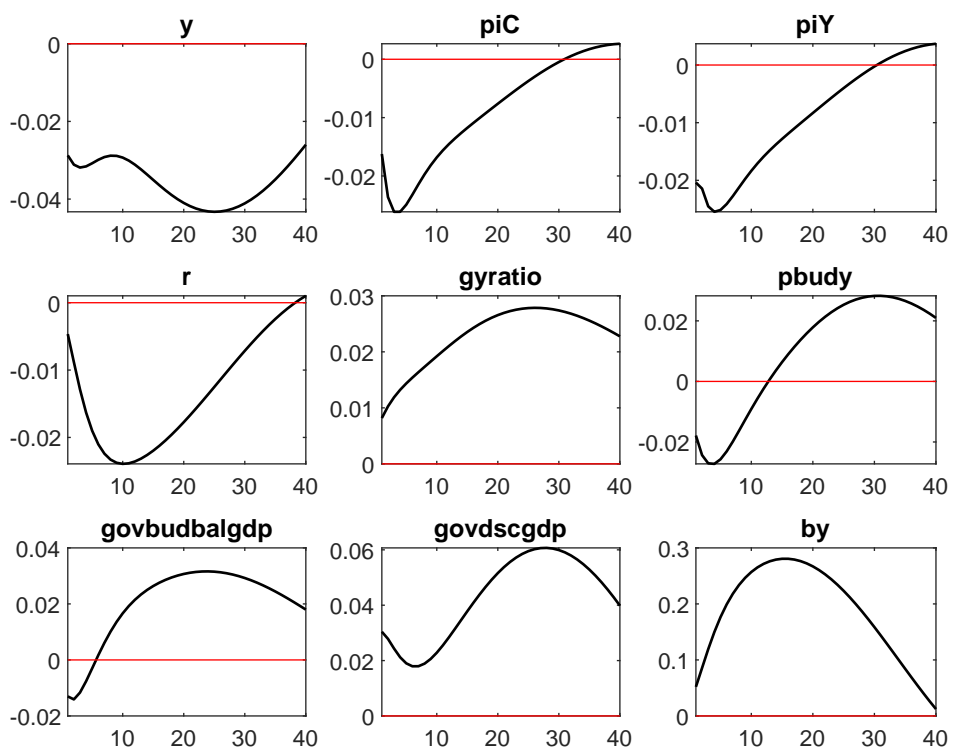 y piC piY
0 0 0
-0.02 -0.01 -0.01
-0.04 -0.02 -0.02
10 20 30 40 10 20 30 40 10 20 30 40
r gyratio pbudy
0 0.03 0.02
-0.01 0.02 0
-0.02 0.01 -0.02
0
10 20 30 40 10 20 30 40 10 20 30 40
govbudbalgdp govdscgdp by
0.04 0.06 0.3
0.02 0.04 0.2
0 0.02 0.1
-0.02 0 0
10 20 30 40 10 20 30 40 10 20 30 40